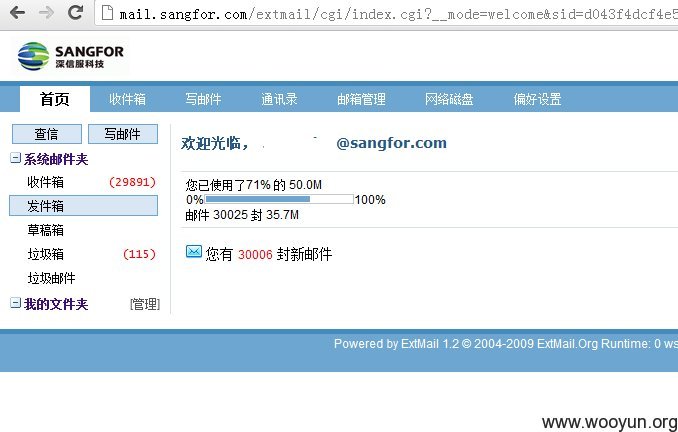 mail.sangfor.com/extmail/cgi/index.cgi?__mode=welcome&sid=d043f4dcf4e5
SANGFOR
深信服科技
首页 收件箱 写邮件 通讯录 邮箱管理 网络磁盘 偏好设置
查信 写邮件
系统邮件夹
收件箱 (29891)
发件箱
草稿箱
垃圾箱 (115)
垃圾邮件
我的文件夹 [管理]
欢迎光临, @sangfor.com
您已使用了71% 的 50.0M
0% 100%
邮件 30025 封 35.7M
您有 30006 封新邮件
Powered by ExtMail 1.2 © 2004-2009 ExtMail.Org Runtime: 0 ws
www.wooyun.org